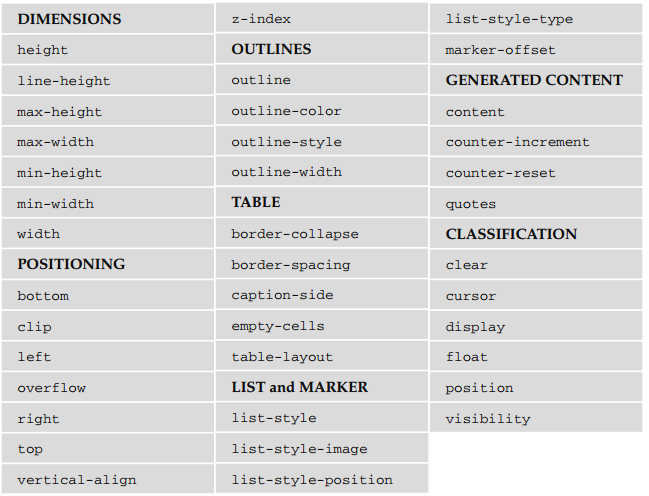 DIMENSIONS
height
line-height
max-height
max-width
min-height
min-width
width
POSITIONING
bottom
clip
left
overflow
right
top
vertical-align
z-index
OUTLINES
outline
outline-color
outline-style
outline-width
TABLE
border-collapse
border-spacing
caption-side
empty-cells
table-layout
LIST and MARKER
list-style
list-style-image
list-style-position
list-style-type
marker-offset
GENERATED CONTENT
content
counter-increment
counter-reset
quotes
CLASSIFICATION
clear
cursor
display
float
position
visibility